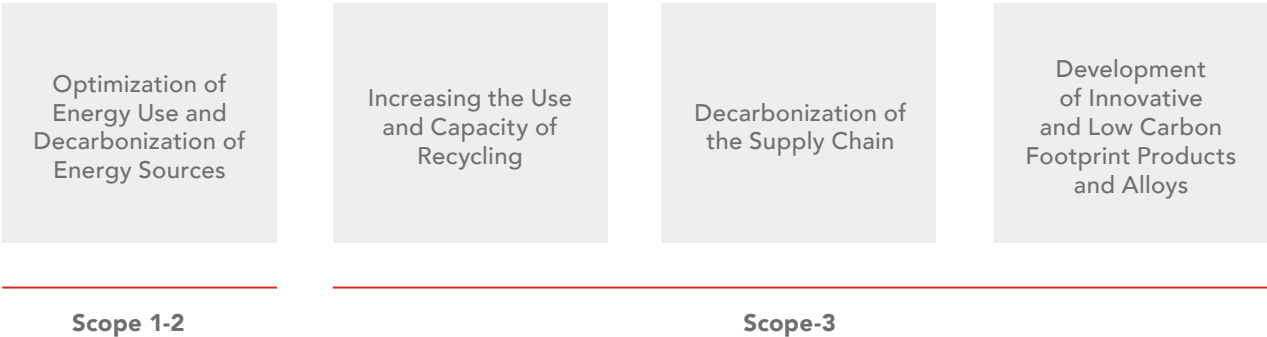 Optimization of
Energy Use and
Decarbonization of
Energy Sources
Increasing the Use
and Capacity of
Recycling
Decarbonization of
the Supply Chain
Development
of Innovative
and Low Carbon
Footprint Products
and Alloys
Scope 1-2
Scope-3